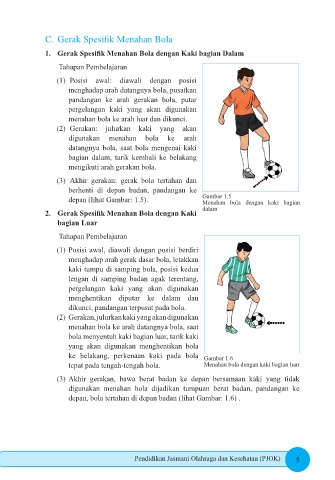 C. Gerak Spesifik Menahan Bola
1. Gerak Spesifik Menahan Bola dengan Kaki bagian Dalam
Tahapan Pembelajaran
(1) Posisi awal: diawali dengan posisi
menghadap arah datangnya bola, pusatkan
pandangan ke arah gerakan bola, putar
pergelangan kaki yang akan digunakan
menahan bola ke arah luar dan dikunci.
(2) Gerakan: julurkan kaki yang akan
digunakan menahan bola ke arah
datangnya bola, saat bola mengenai kaki
bagian dalam, tarik kembali ke belakang
mengikuti arah gerakan bola.
(3) Akhir gerakan: gerak bola tertahan dan
berhenti di depan badan, pandangan ke
depan (lihat Gambar: 1.5).
Gambar 1.5
Menahan bola dengan kaki bagian
dalam
2. Gerak Spesifik Menahan Bola dengan Kaki
bagian Luar
Tahapan Pembelajaran
(1) Posisi awal, diawali dengan posisi berdiri
menghadap arah gerak dasar bola, letakkan
kaki tumpu di samping bola, posisi kedua
lengan di samping badan agak terentang,
pergelangan kaki yang akan digunakan
menghentikan diputar ke dalam dan
dikunci, pandangan terpusat pada bola.
(2) Gerakan, julurkan kaki yang akan digunakan
menahan bola ke arah datangnya bola, saat
bola menyentuh kaki bagian luar, tarik kaki
yang akan digunakan menghentikan bola
ke belakang, perkenaan kaki pada bola
tepat pada tengah-tengah bola.
Gambar 1.6
Menahan bola dengan kaki bagian luar
(3) Akhir gerakan, bawa berat badan ke depan bersamaan kaki yang tidak
digunakan menahan bola dijadikan tumpuan berat badan, pandangan ke
depan, bola tertahan di depan badan (lihat Gambar: 1.6) .
Pendidikan Jasmani Olahraga dan Kesehatan (PJOK) 5